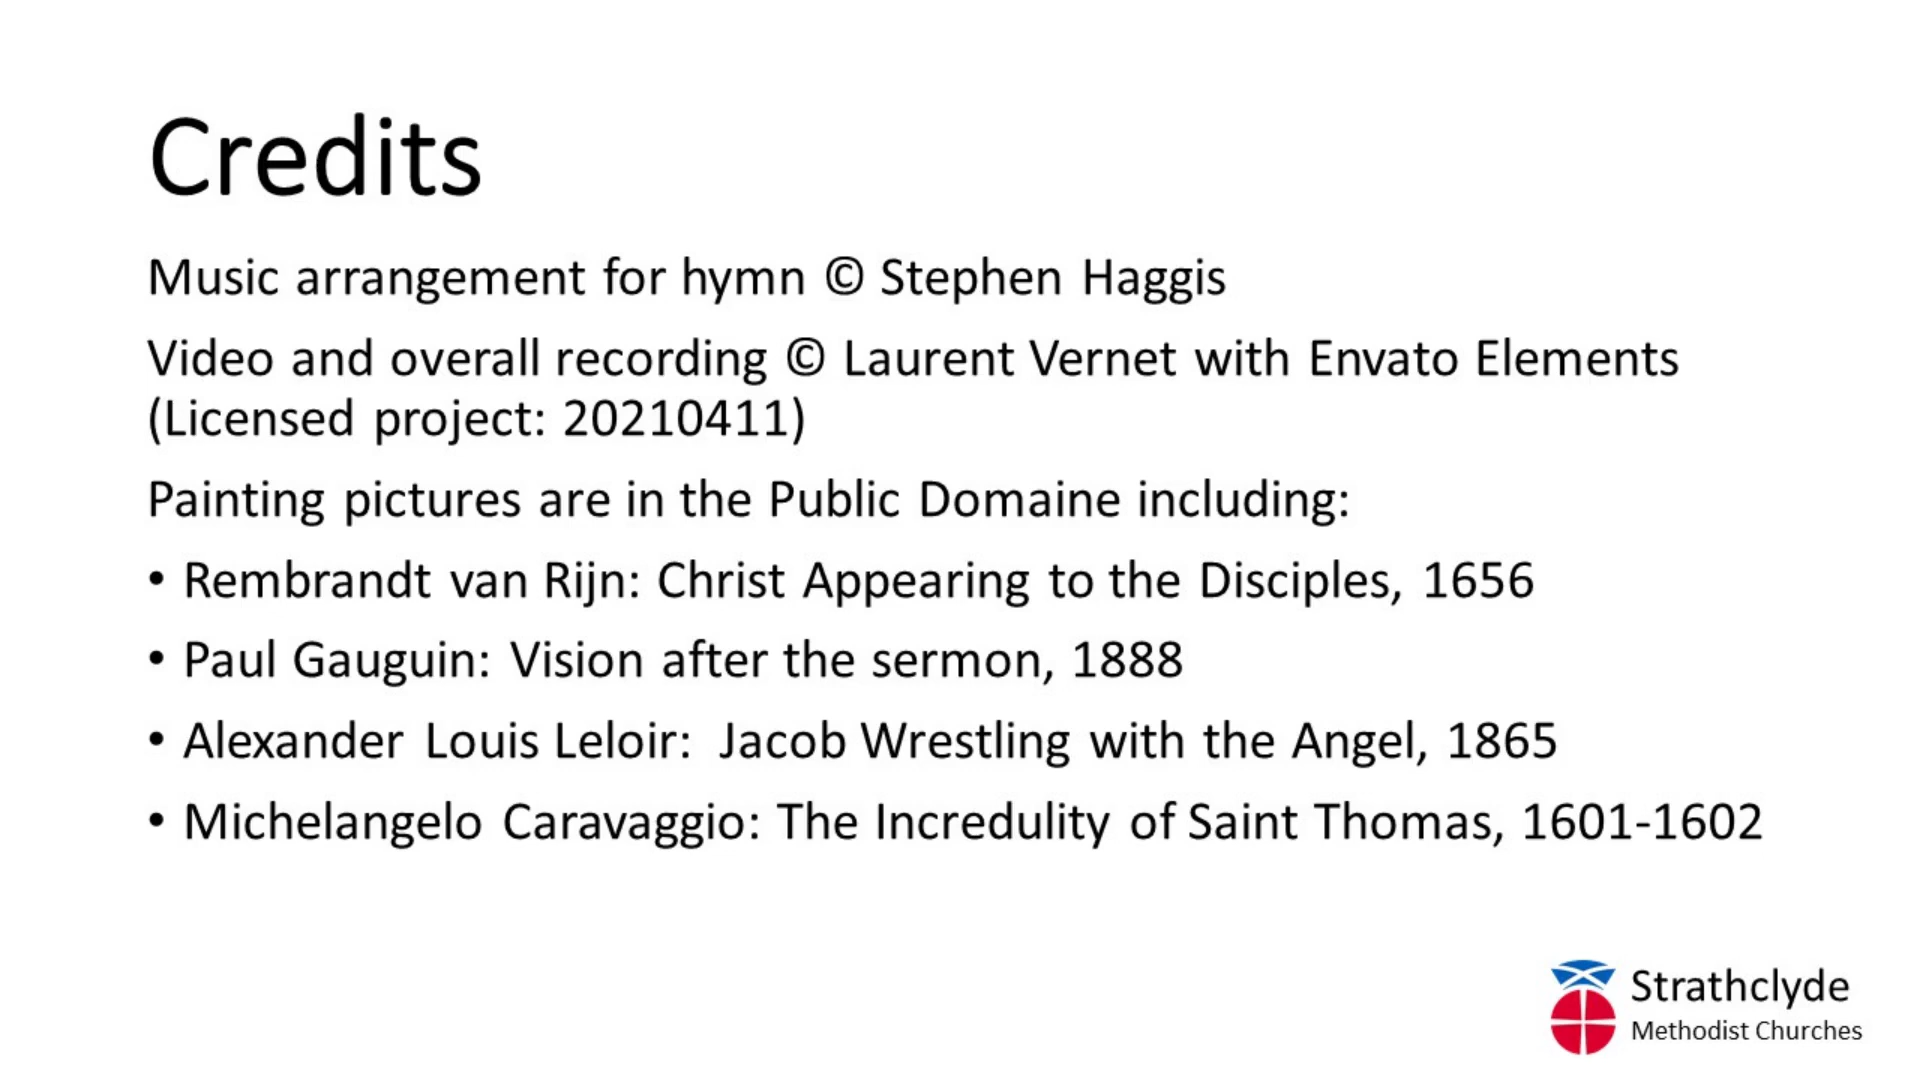 Credits
Music arrangement for hymn © Stephen Haggis
Video and overall recording © Laurent Vernet with Envato Elements
(Licensed project: 20210411)
Painting pictures are in the Public Domaine including:
• Rembrandt van Rijn: Christ Appearing to the Disciples, 1656
• Paul Gauguin: Vision after the sermon, 1888
• Alexander Louis Leloir: Jacob Wrestling with the Angel, 1865
• Michelangelo Caravaggio: The Incredulity of Saint Thomas, 1601-1602
Strathclyde
Methodist Churches